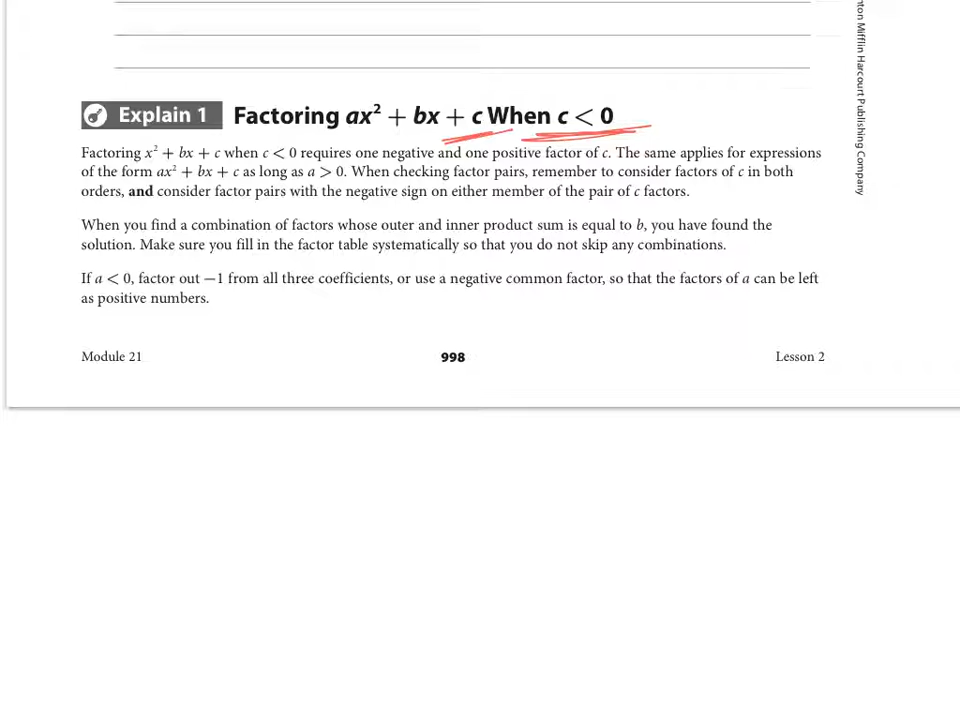 nton Mifflin Harcourt Publishing Company
Explain 1 Factoring ax² + bx + c When c < 0
Factoring x² + bx + c when c < 0 requires one negative and one positive factor of c. The same applies for expressions
of the form ax² + bx + c as long as a > 0. When checking factor pairs, remember to consider factors of c in both
orders, and consider factor pairs with the negative sign on either member of the pair of c factors.
When you find a combination of factors whose outer and inner product sum is equal to b, you have found the
solution. Make sure you fill in the factor table systematically so that you do not skip any combinations.
If a < 0, factor out −1 from all three coefficients, or use a negative common factor, so that the factors of a can be left
as positive numbers.
Module 21 998 Lesson 2